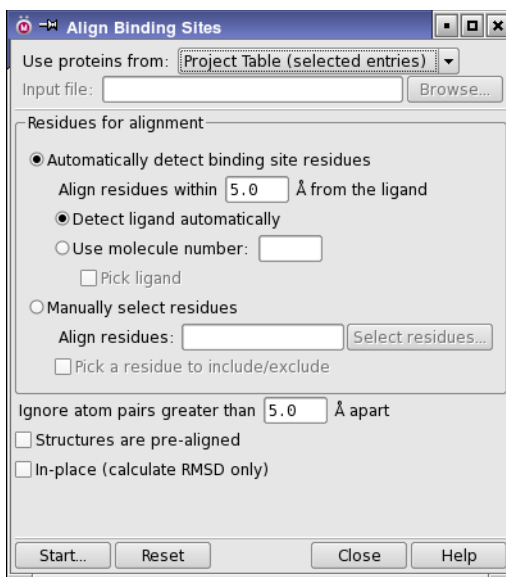 Align Binding Sites
Use proteins from: Project Table (selected entries)
Input file: Browse...
Residues for alignment
Automatically detect binding site residues
Align residues within 5.0 Å from the ligand
Detect ligand automatically
Use molecule number:
Pick ligand
Manually select residues
Align residues: Select residues...
Pick a residue to include/exclude
Ignore atom pairs greater than 5.0 Å apart
Structures are pre-aligned
In-place (calculate RMSD only)
Start... Reset Close Help